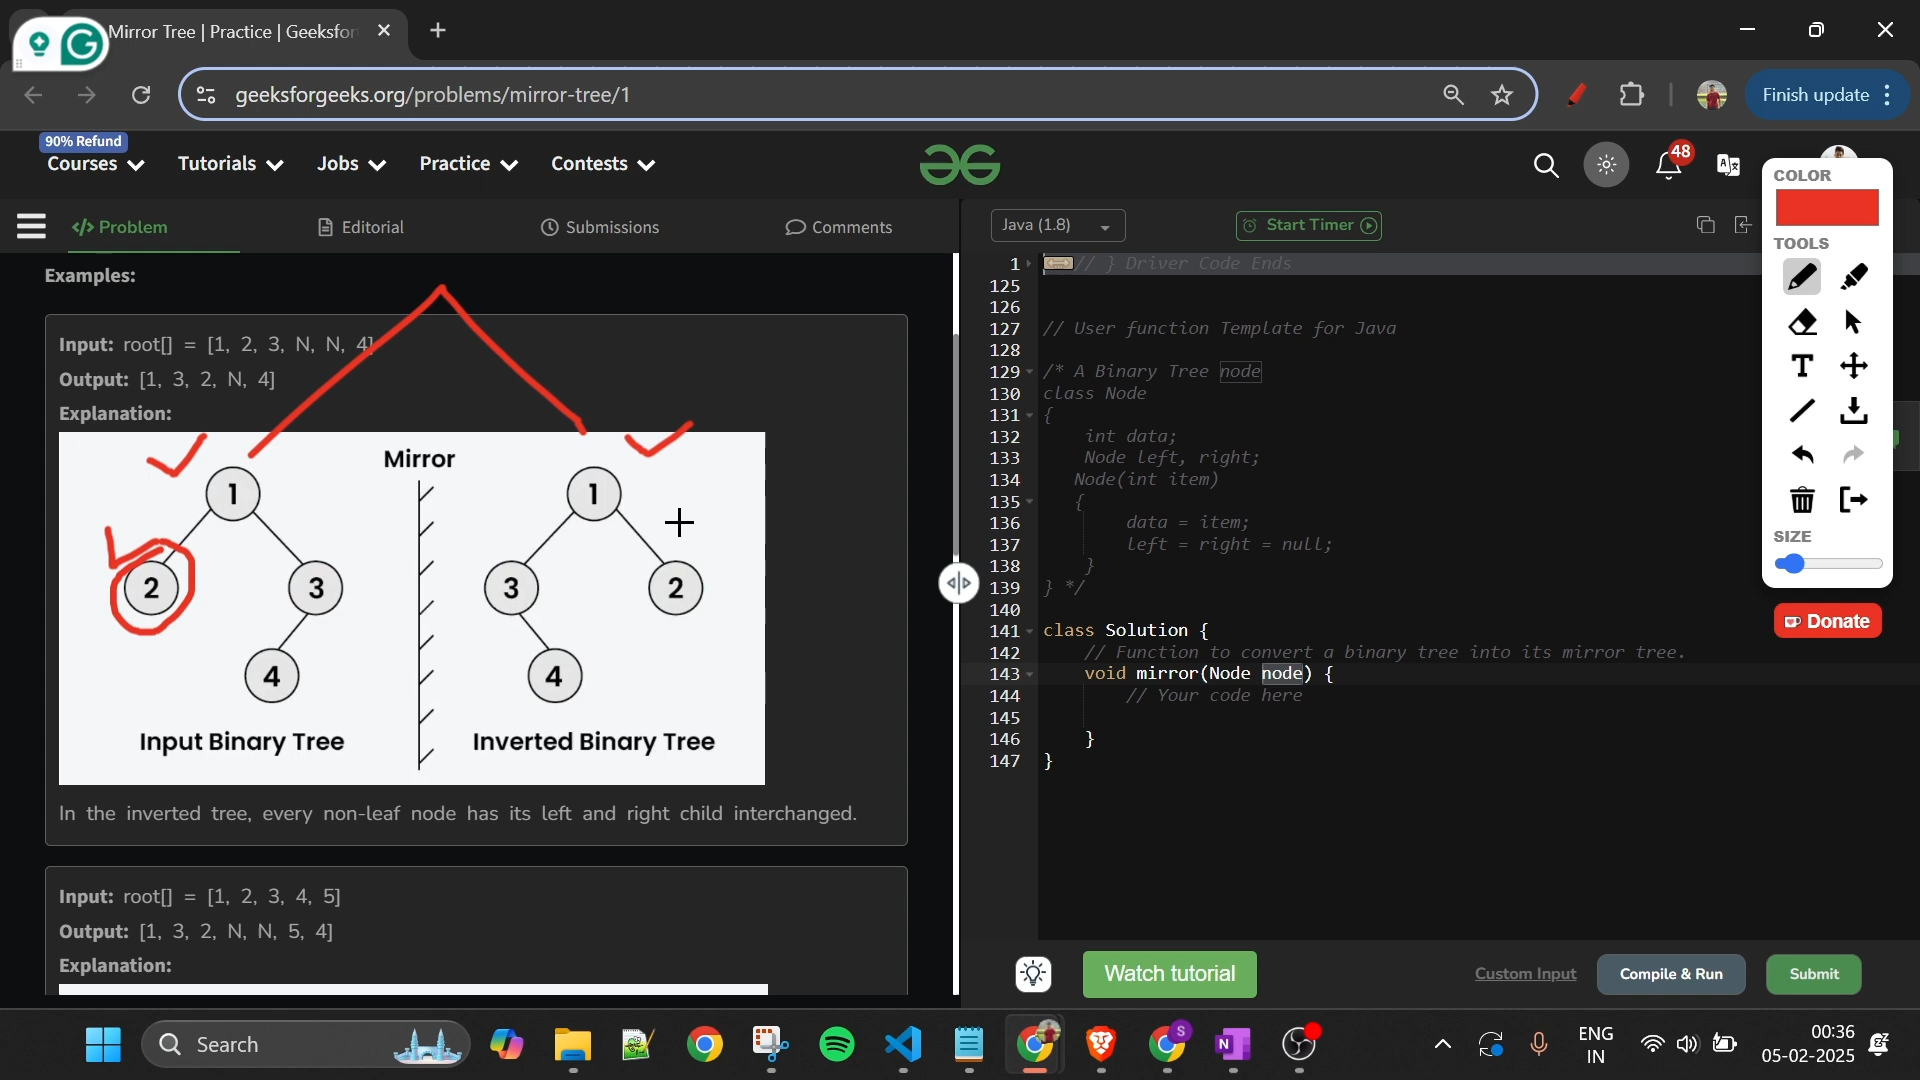 Mirror Tree | Practice | Geeksfor
geeksforgeeks.org/problems/mirror-tree/1
Finish update
90% Refund
Courses
Tutorials
Jobs
Practice
Contests
48
</> Problem
Editorial
Submissions
Comments
Examples:
Input: root[] = [1, 2, 3, N, N, 4]
Output: [1, 3, 2, N, 4]
Explanation:
Mirror
1
1
2
3
3
2
4
4
Input Binary Tree
Inverted Binary Tree
In the inverted tree, every non-leaf node has its left and right child interchanged.
Input: root[] = [1, 2, 3, 4, 5]
Output: [1, 3, 2, N, N, 5, 4]
Explanation:
Java (1.8)
Start Timer
1 // } Driver Code Ends
125
126
127 // User function Template for Java
128
129 /* A Binary Tree node
130 class Node
131 {
132 int data;
133 Node left, right;
134 Node(int item)
135 {
136 data = item;
137 left = right = null;
138 }
139 } */
140
141 class Solution {
142 // Function to convert a binary tree into its mirror tree.
143 void mirror(Node node) {
144 // Your code here
145
146 }
147 }
COLOR
TOOLS
T
SIZE
Donate
Watch tutorial
Custom Input
Compile & Run
Submit
Search
S
N
ENG
IN
00:36
05-02-2025